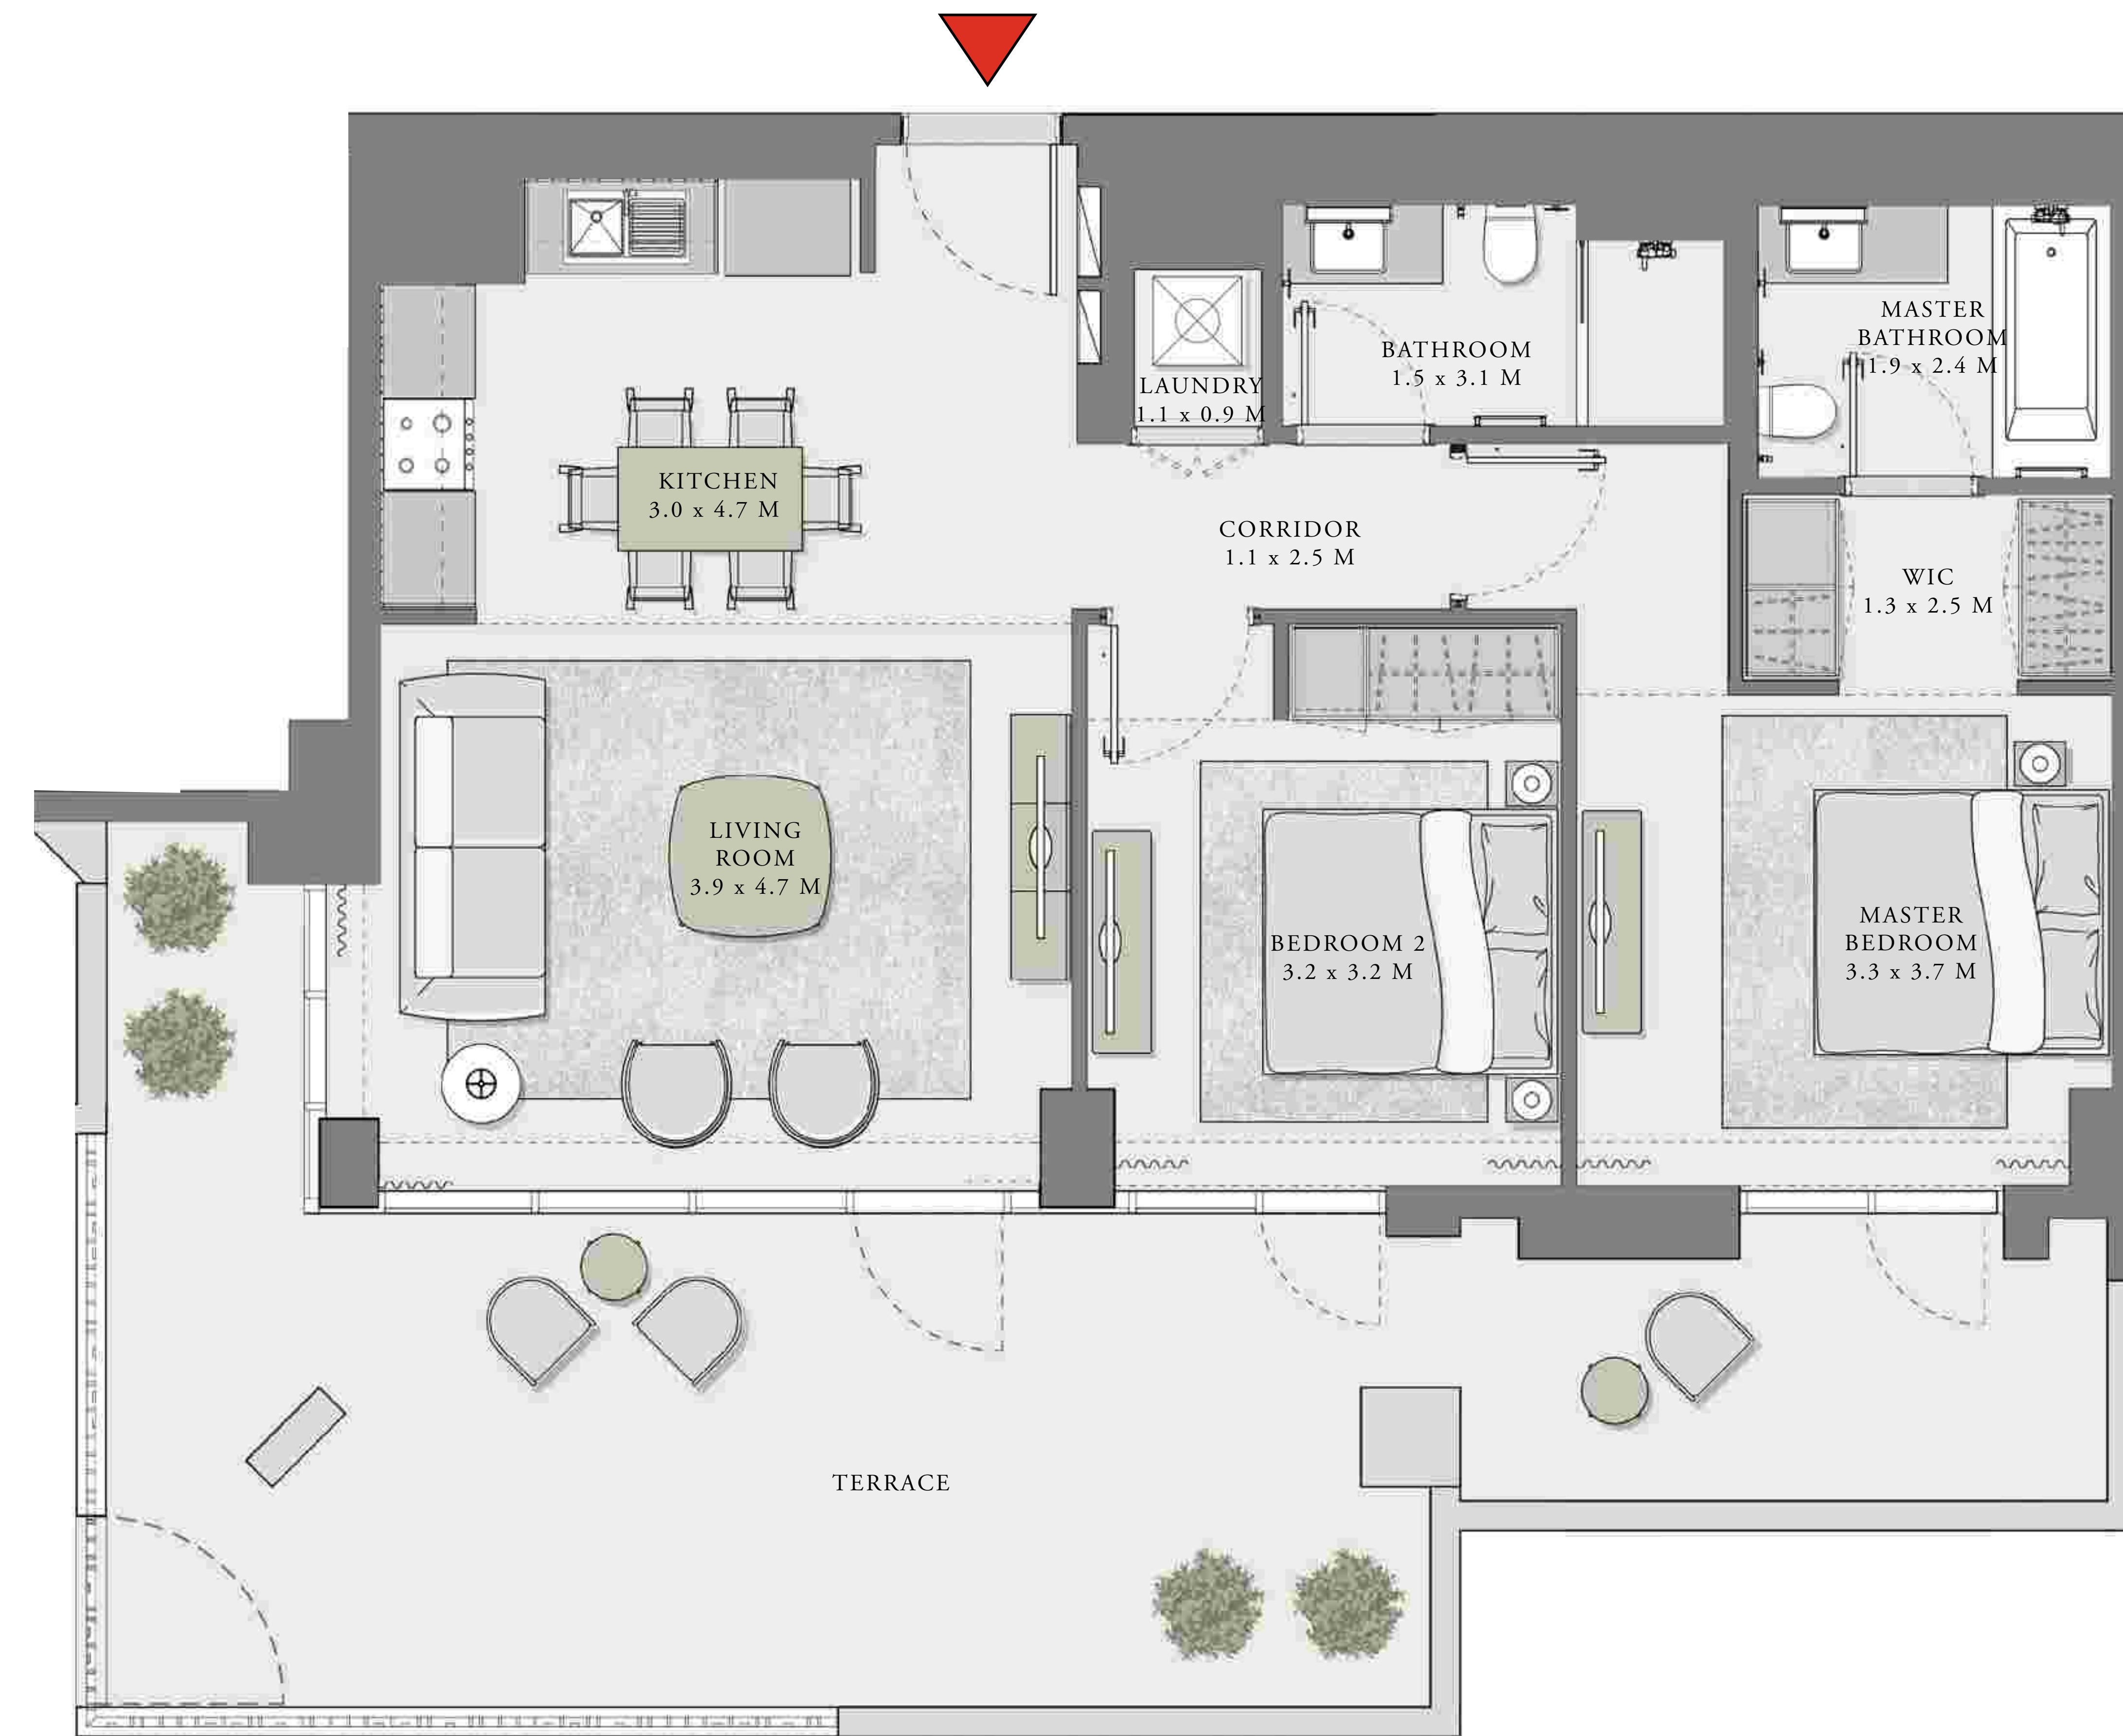 MASTER
BATHROOM
1.9 x 2.4 M
BATHROOM
1.5 x 3.1 M
LAUNDRY
1.1 x 0.9 M
KITCHEN
3.0 x 4.7 M
CORRIDOR
1.1 x 2.5 M
WIC
1.3 x 2.5 M
LIVING
ROOM
3.9 x 4.7 M
BEDROOM 2
3.2 x 3.2 M
MASTER
BEDROOM
3.3 x 3.7 M
TERRACE